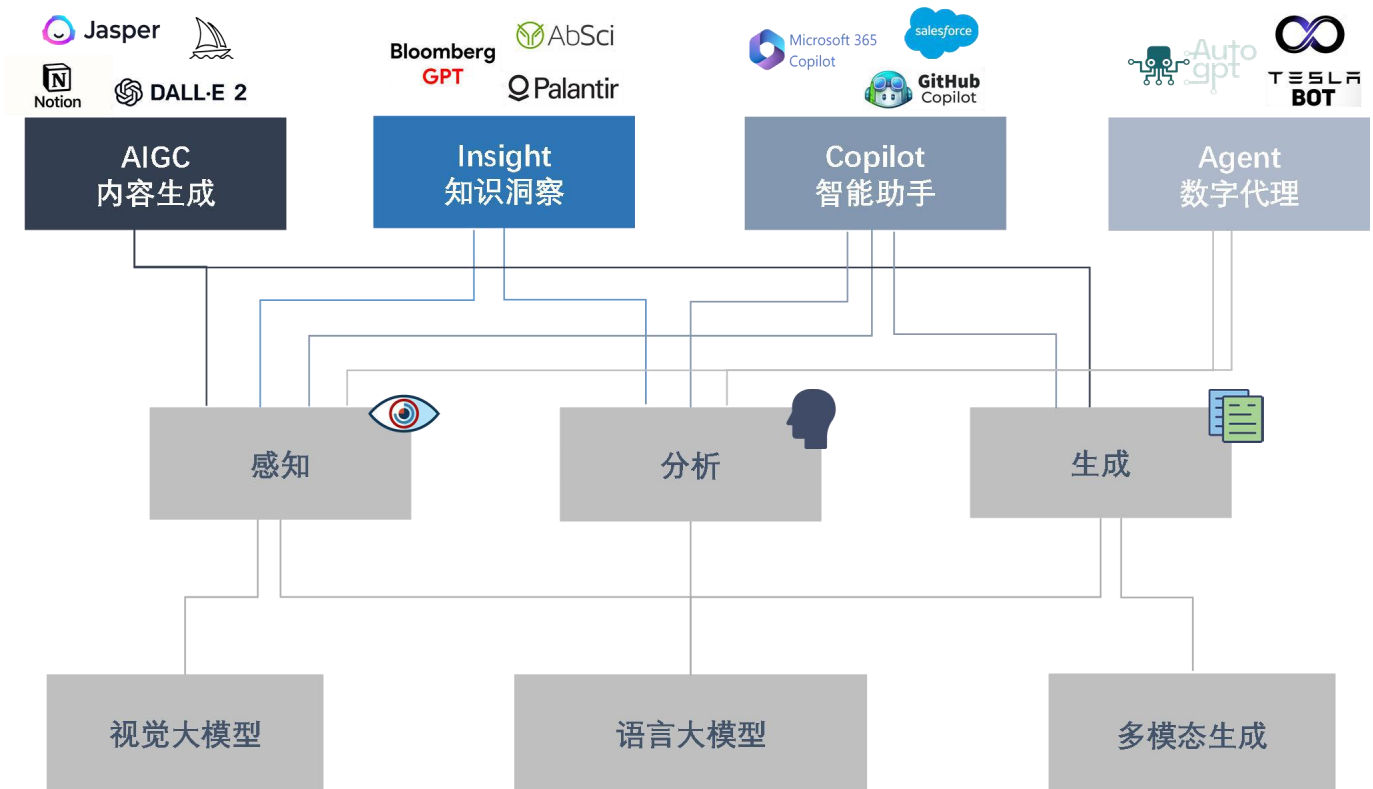 Jasper
Notion
DALL·E 2
Bloomberg
GPT
AbSci
Palantir
Microsoft 365
Copilot
salesforce
GitHub
Copilot
Auto
gpt
TESLA
BOT
AIGC
内容生成
Insight
知识洞察
Copilot
智能助手
Agent
数字代理
感知
分析
生成
视觉大模型
语言大模型
多模态生成